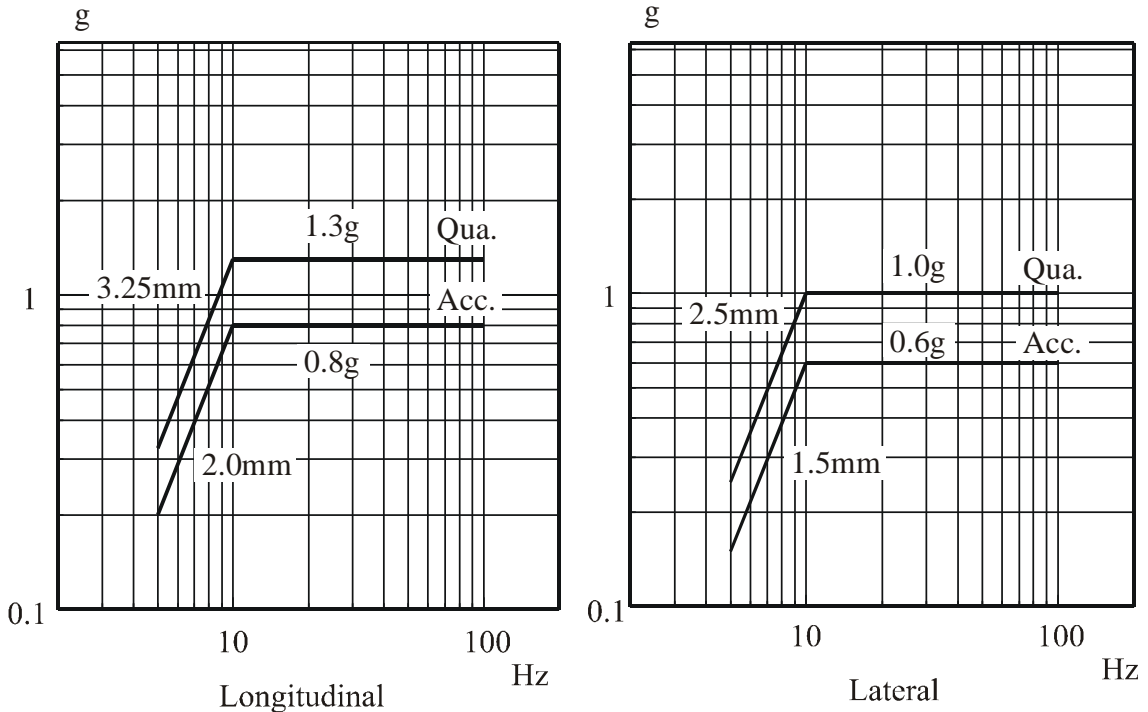 g
1.3g
Qua.
3.25mm
1
Acc.
0.8g
2.0mm
0.1
10
100
Hz
Longitudinal
g
1.0g
Qua.
1
2.5mm
0.6g
Acc.
1.5mm
0.1
10
100
Hz
Lateral